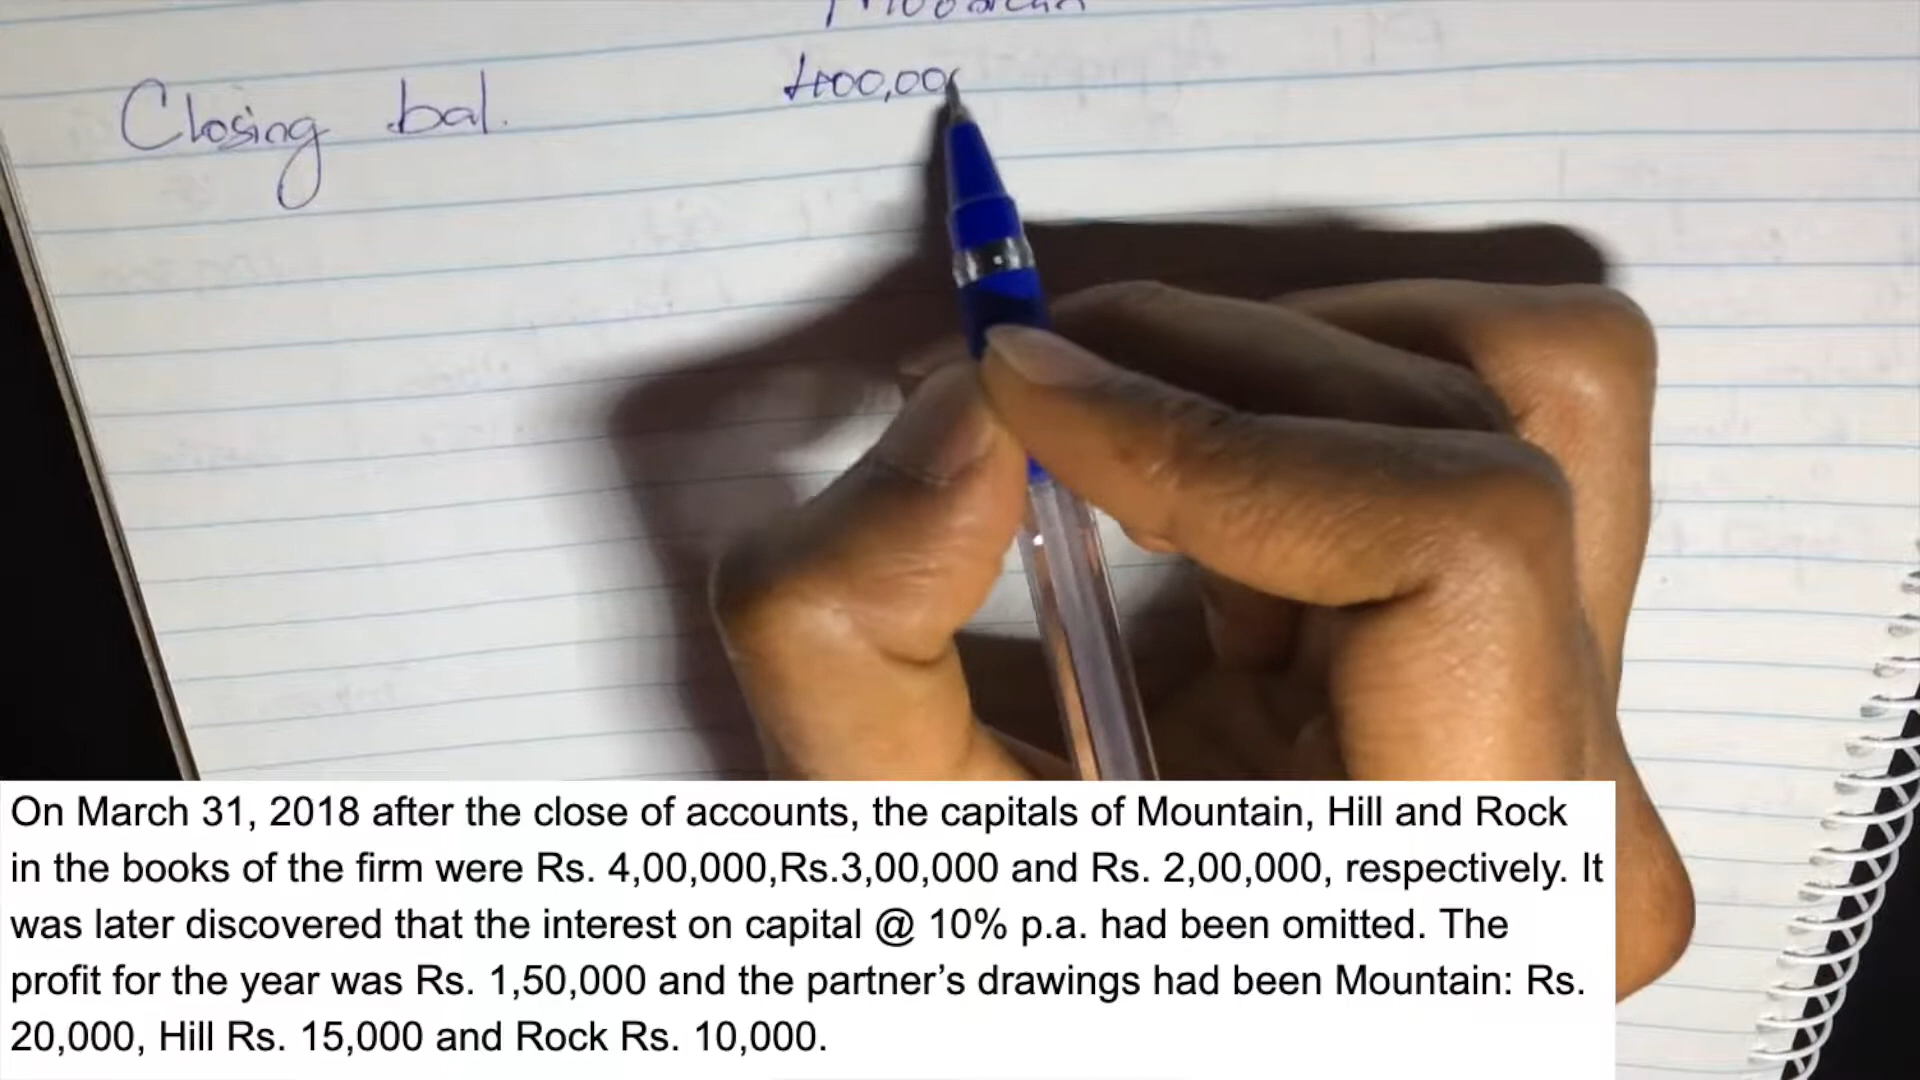 Closing bal. 400,00
On March 31, 2018 after the close of accounts, the capitals of Mountain, Hill and Rock
in the books of the firm were Rs. 4,00,000,Rs.3,00,000 and Rs. 2,00,000, respectively. It
was later discovered that the interest on capital @ 10% p.a. had been omitted. The
profit for the year was Rs. 1,50,000 and the partner’s drawings had been Mountain: Rs.
20,000, Hill Rs. 15,000 and Rock Rs. 10,000.